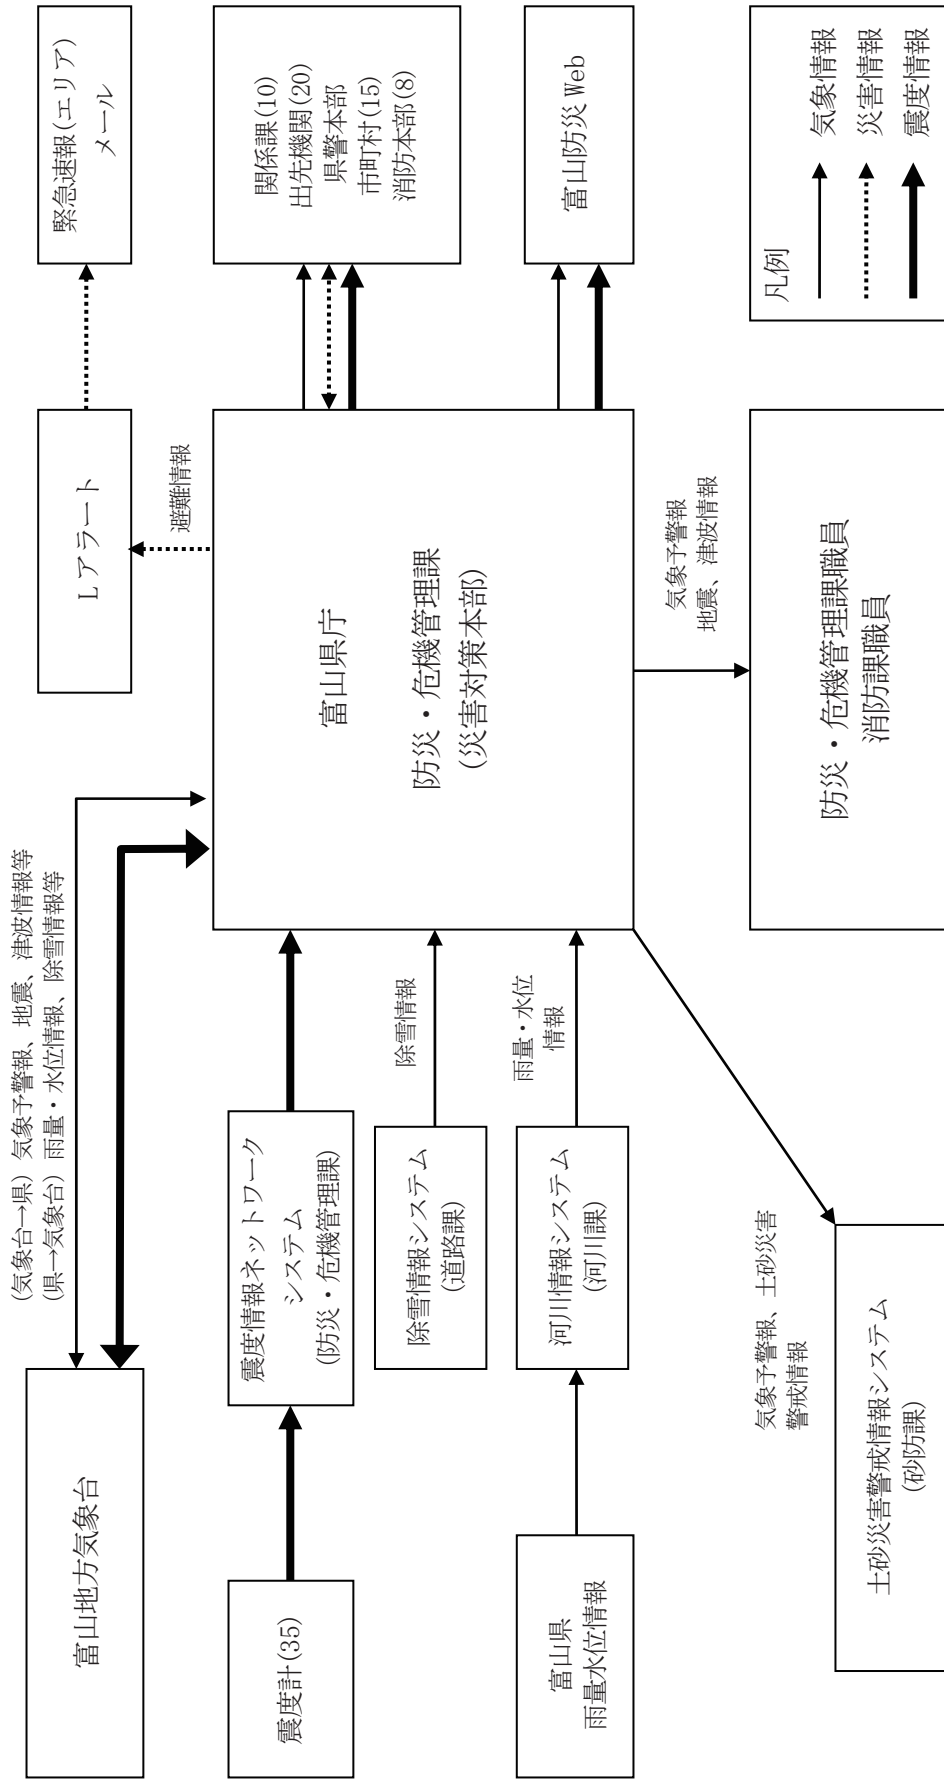 富山地方気象台
(気象台→県) 気象予警報、地震、津波情報等
(県→気象台) 雨量・水位情報、除雪情報等
Lアラート
緊急速報(エリア)
メール
避難情報
震度計(35)
震度情報ネットワーク
システム
(防災・危機管理課)
富山県庁
防災・危機管理課
(災害対策本部)
関係課(10)
出先機関(20)
県警本部
市町村(15)
消防本部(8)
除雪情報システム
(道路課)
除雪情報
富山県
雨量水位情報
河川情報システム
(河川課)
雨量・水位
情報
富山防災Web
気象予警報
地震、津波情報
気象予警報、土砂災害
警戒情報
土砂災害警戒情報システム
(砂防課)
防災・危機管理課職員
消防課職員
凡例
気象情報
災害情報
震度情報